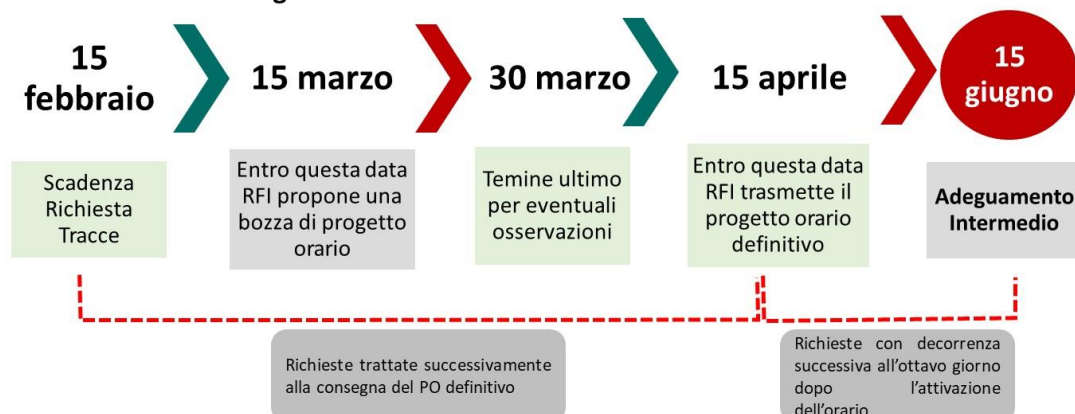 15
febbraio
15 marzo
30 marzo
15 aprile
15
giugno
Scadenza
Richiesta
Tracce
Entro questa data
RFI propone una
bozza di progetto
orario
Temine ultimo
per eventuali
osservazioni
Entro questa data
RFI trasmette il
progetto orario
definitivo
Adeguamento
Intermedio
Richieste trattate successivamente
alla consegna del PO definitivo
Richieste con decorrenza
successiva all'ottavo giorno
dopo l'attivazione
dell'orario